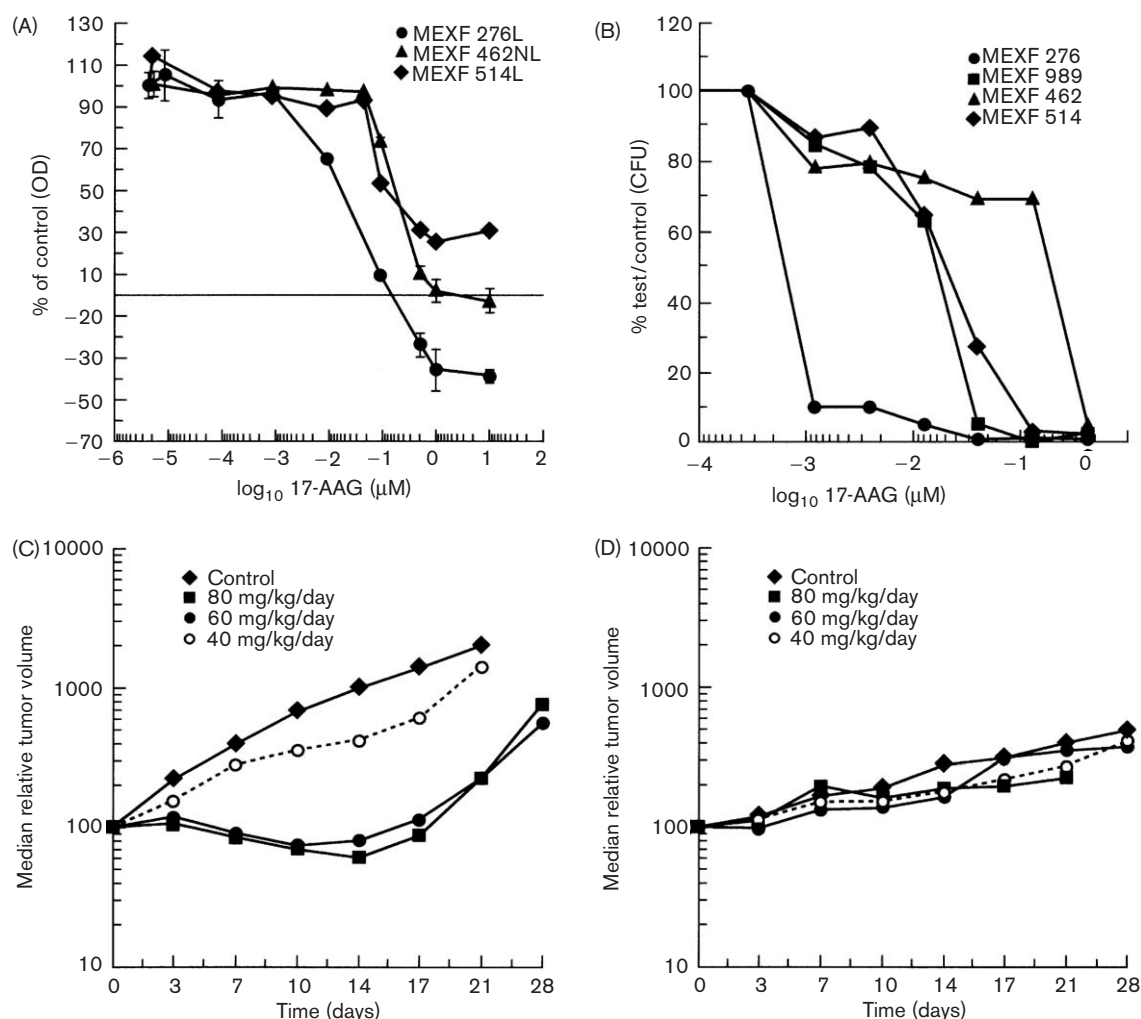 (A)
MEXF 276L
MEXF 462NL
MEXF 514L
130
110
90
70
50
30
10
−10
−20
−30
−50
−70
% of control (OD)
−6 −5 −4 −3 −2 −1 0 1 2
log10 17-AAG (μM)
(B)
MEXF 276
MEXF 989
MEXF 462
MEXF 514
120
100
80
60
40
20
0
% test/control (CFU)
−4 −3 −2 −1 0
log10 17-AAG (μM)
(C)
Control
80 mg/kg/day
60 mg/kg/day
40 mg/kg/day
10000
1000
100
10
Median relative tumor volume
0 3 7 10 14 17 21 28
Time (days)
(D)
Control
80 mg/kg/day
60 mg/kg/day
40 mg/kg/day
10000
1000
100
10
Median relative tumor volume
0 3 7 10 14 17 21 28
Time (days)